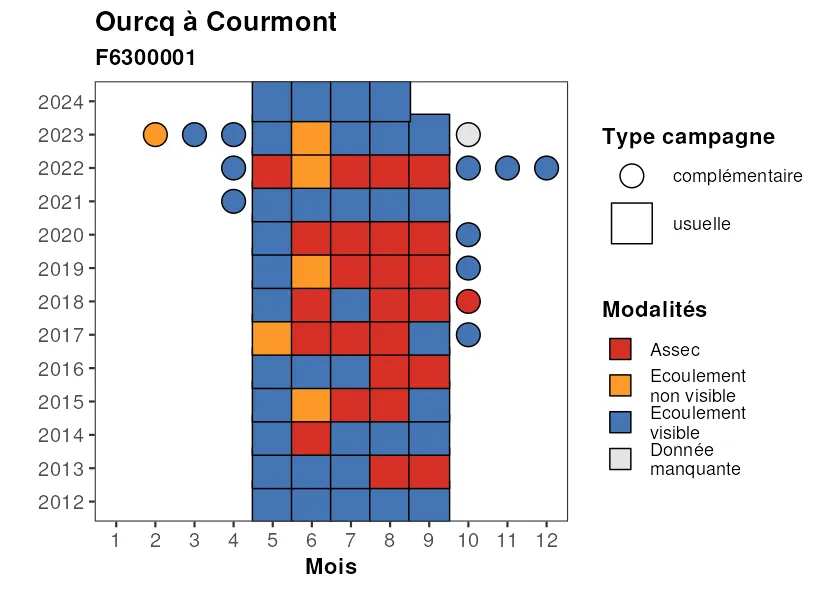 Ourcq à Courmont
F6300001
2024
2023
2022
2021
2020
2019
2018
2017
2016
2015
2014
2013
2012
1 2 3 4 5 6 7 8 9 10 11 12
Mois
Type campagne
complémentaire
usuelle
Modalités
Assec
Ecoulement
non visible
Ecoulement
visible
Donnée
manquante